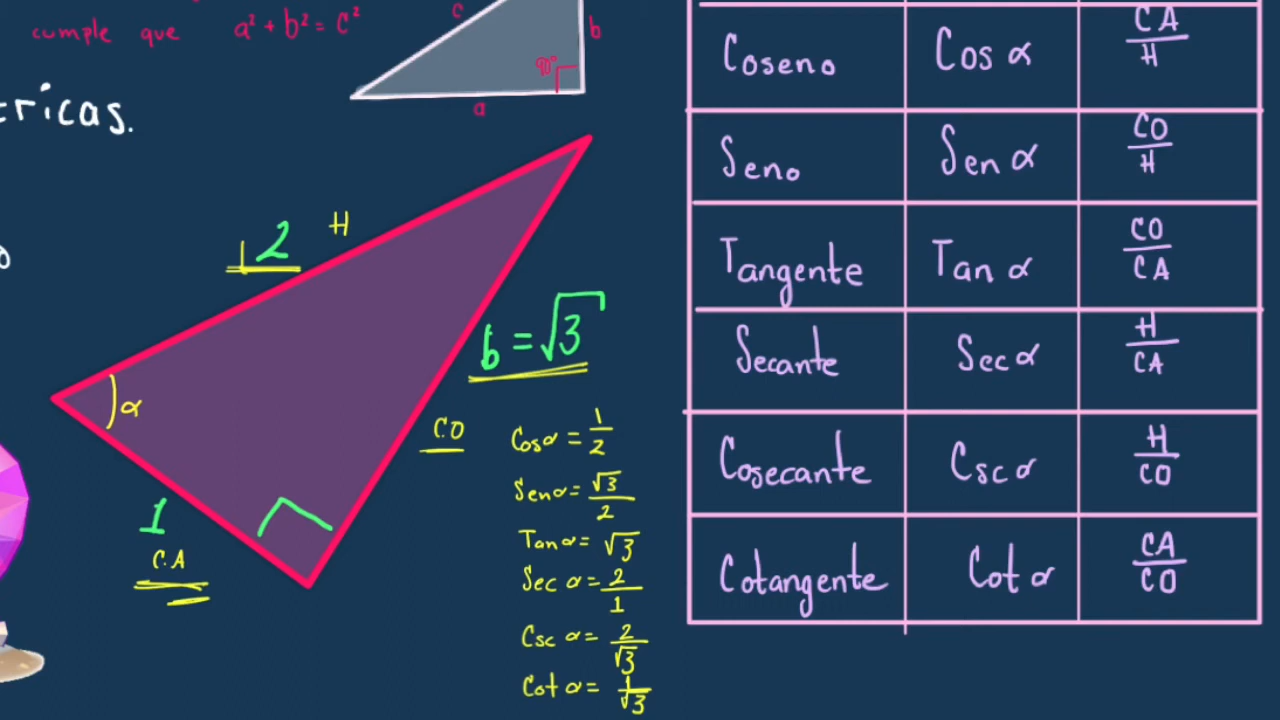 cumple que a² + b² = c²
c
b
90°
a
tricas.
o
2 H
b = √3
α
C.O
1
C.A
Cos α = 1/2
Sen α = √3/2
Tan α = √3
Sec α = 2/1
Csc α = 2/√3
Cot α = 1/√3
Coseno Cos α CA/H
Seno Sen α CO/H
Tangente Tan α CO/CA
Secante Sec α H/CA
Cosecante Csc α H/CO
Cotangente Cot α CA/CO